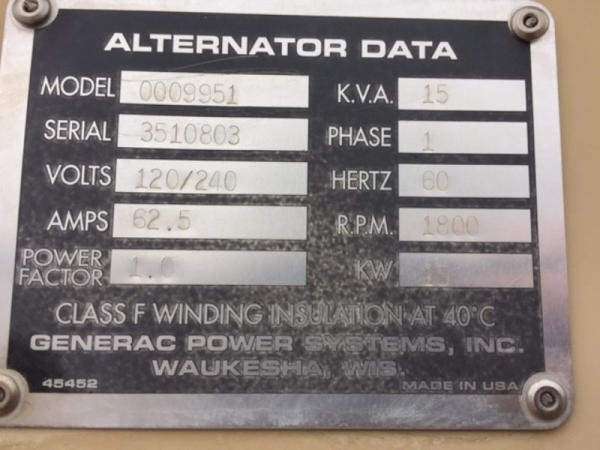 ALTERNATOR DATA
MODEL 0009951 K.V.A. 15
SERIAL 3510803 PHASE 1
VOLTS 120/240 HERTZ 60
AMPS 62.5 R.P.M. 1800
POWER FACTOR 1.0 KW 15
CLASS F WINDING INSULATION AT 40°C
GENERAC POWER SYSTEMS, INC.
WAUKESHA, WIS.
45452 MADE IN USA